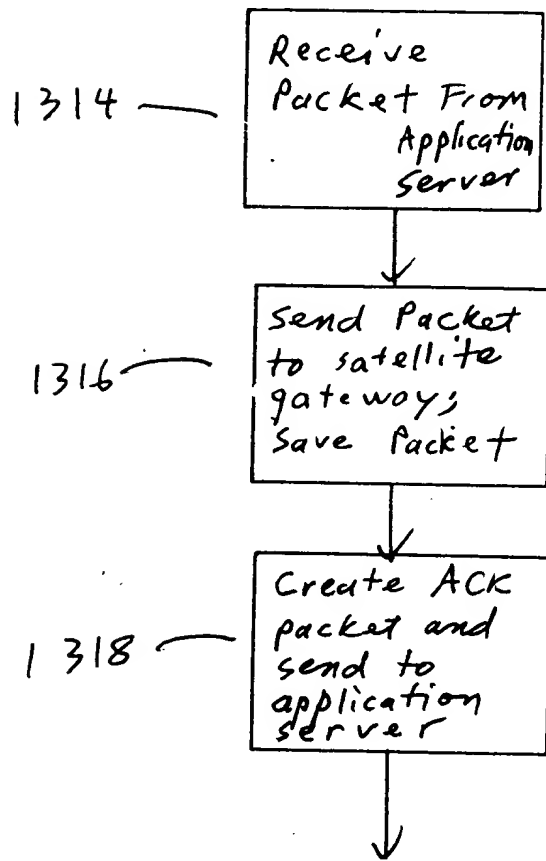 1314
Receive
Packet From
Application
Server
1316
Send Packet
to satellite
gateway;
Save Packet
1318
Create ACK
packet and
send to
application
server